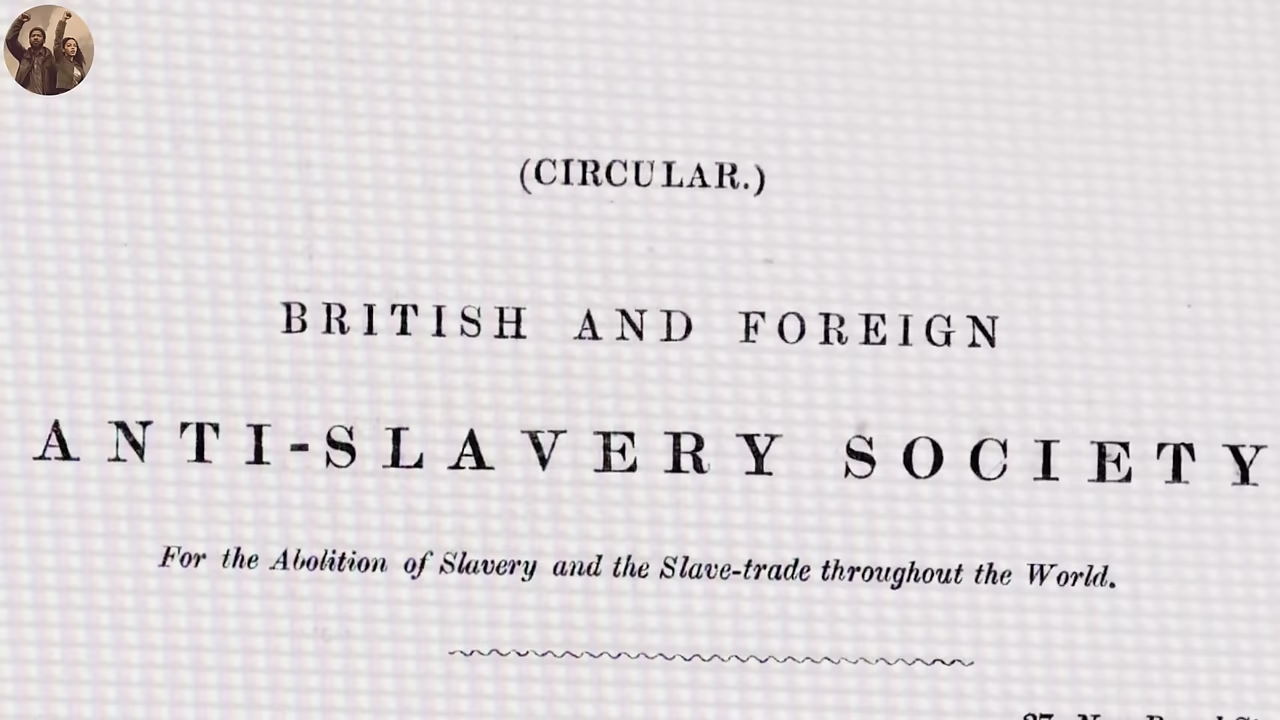 (CIRCULAR.)
BRITISH AND FOREIGN
ANTI-SLAVERY SOCIETY
For the Abolition of Slavery and the Slave-trade throughout the World.